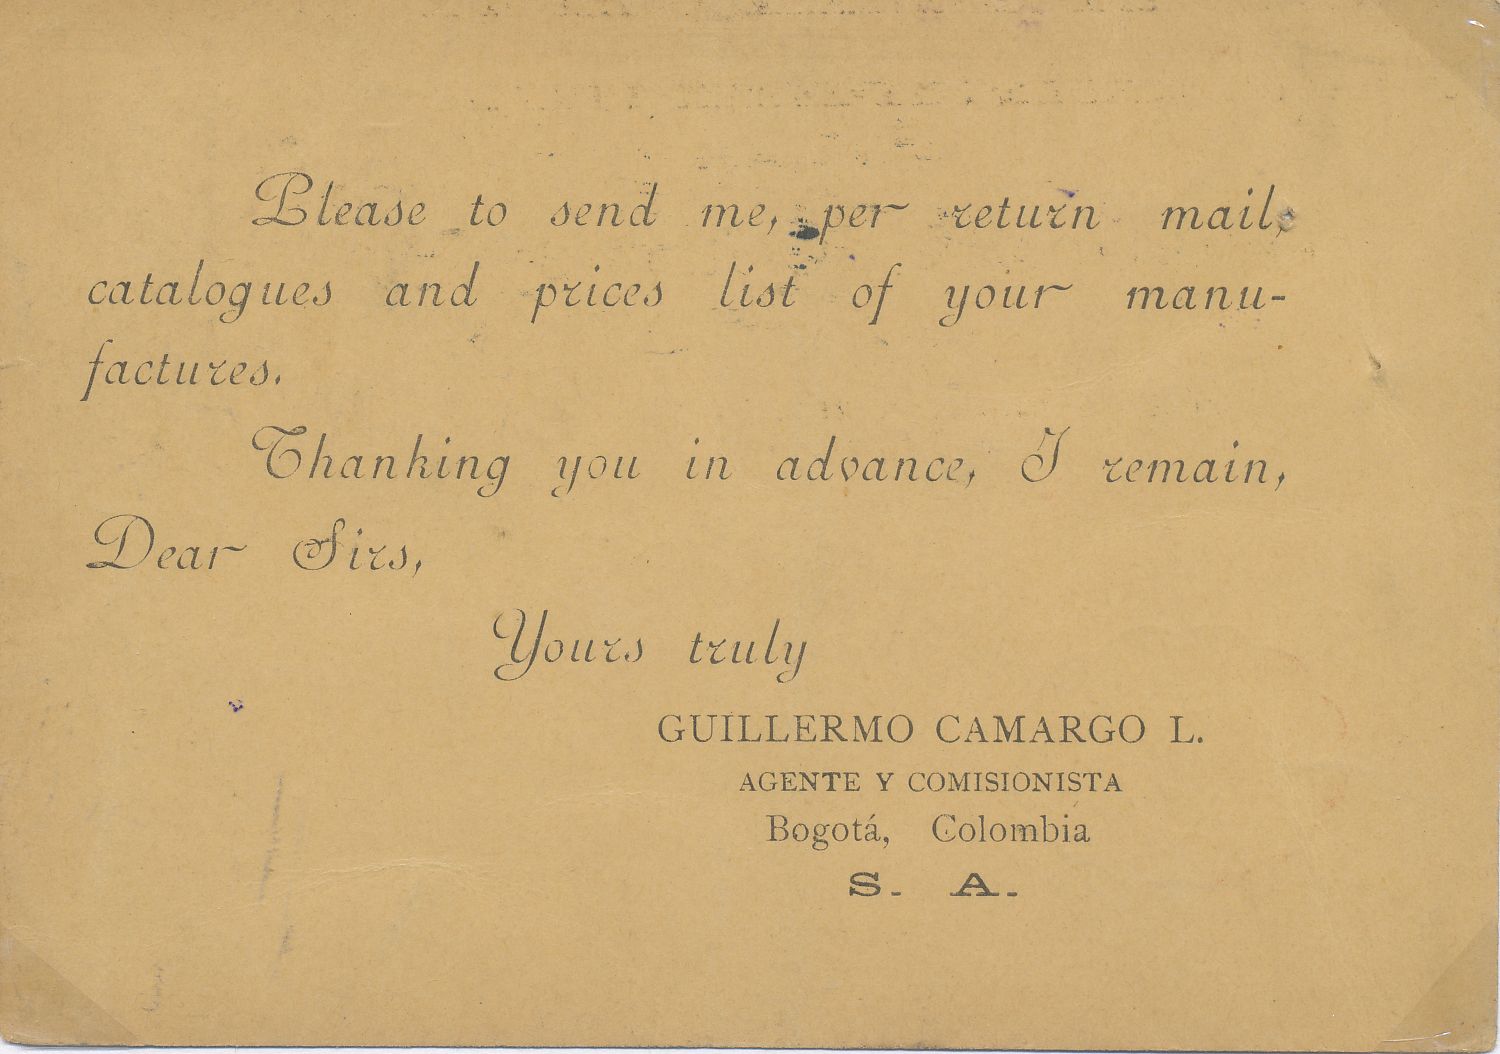 Please to send me, per return mail,
catalogues and prices list of your manu-
factures.
Thanking you in advance, I remain,
Dear Sirs,
Yours truly
GUILLERMO CAMARGO L.
AGENTE Y COMISIONISTA
Bogotá, Colombia
S. A.